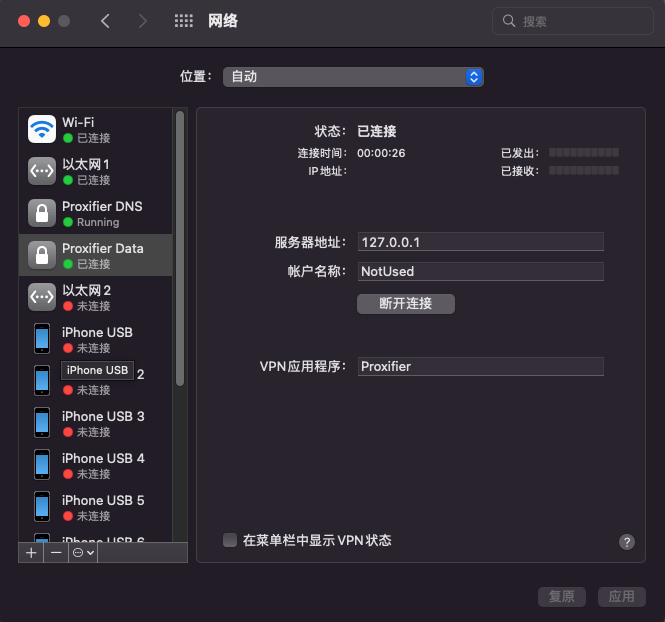 网络
搜索
位置：
自动
Wi-Fi
已连接
以太网 1
已连接
Proxifier DNS
Running
Proxifier Data
已连接
以太网 2
未连接
iPhone USB
未连接
iPhone USB
2
未连接
iPhone USB 3
未连接
iPhone USB 4
未连接
iPhone USB 5
未连接
iPhone USB 6
状态：
已连接
连接时间：
00:00:26
已发出：
IP 地址：
已接收：
服务器地址：
127.0.0.1
帐户名称：
NotUsed
断开连接
VPN 应用程序：
Proxifier
在菜单栏中显示 VPN 状态
?
复原
应用